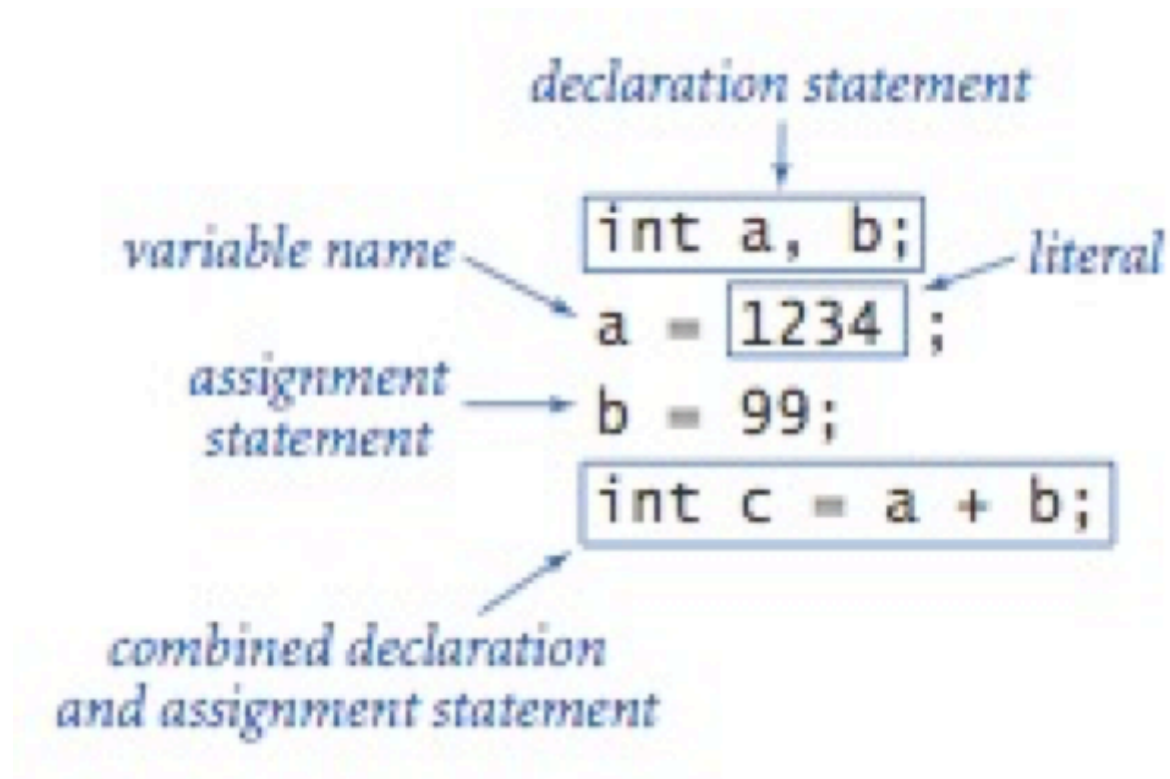 declaration statement
int a, b;
variable name
literal
a = 1234 ;
assignment
statement
b = 99;
int c = a + b;
combined declaration
and assignment statement